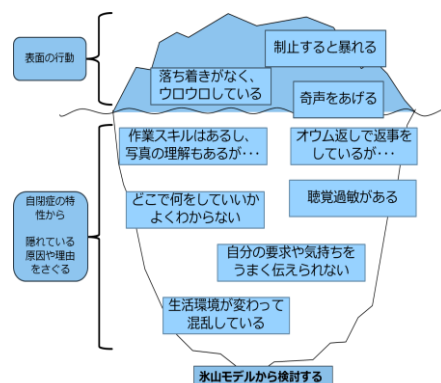 表面の行動
制止すると暴れる
落ち着きがなく、
ウロウロしている
奇声をあげる
作業スキルはあるし、
写真の理解もあるが・・・
オウム返しで返事を
しているが・・・
自閉症の特
性から
隠れている
原因や理由
をさぐる
どこで何をしていいか
よくわからない
聴覚過敏がある
自分の要求や気持ちを
うまく伝えられない
生活環境が変わって
混乱している
氷山モデルから検討する